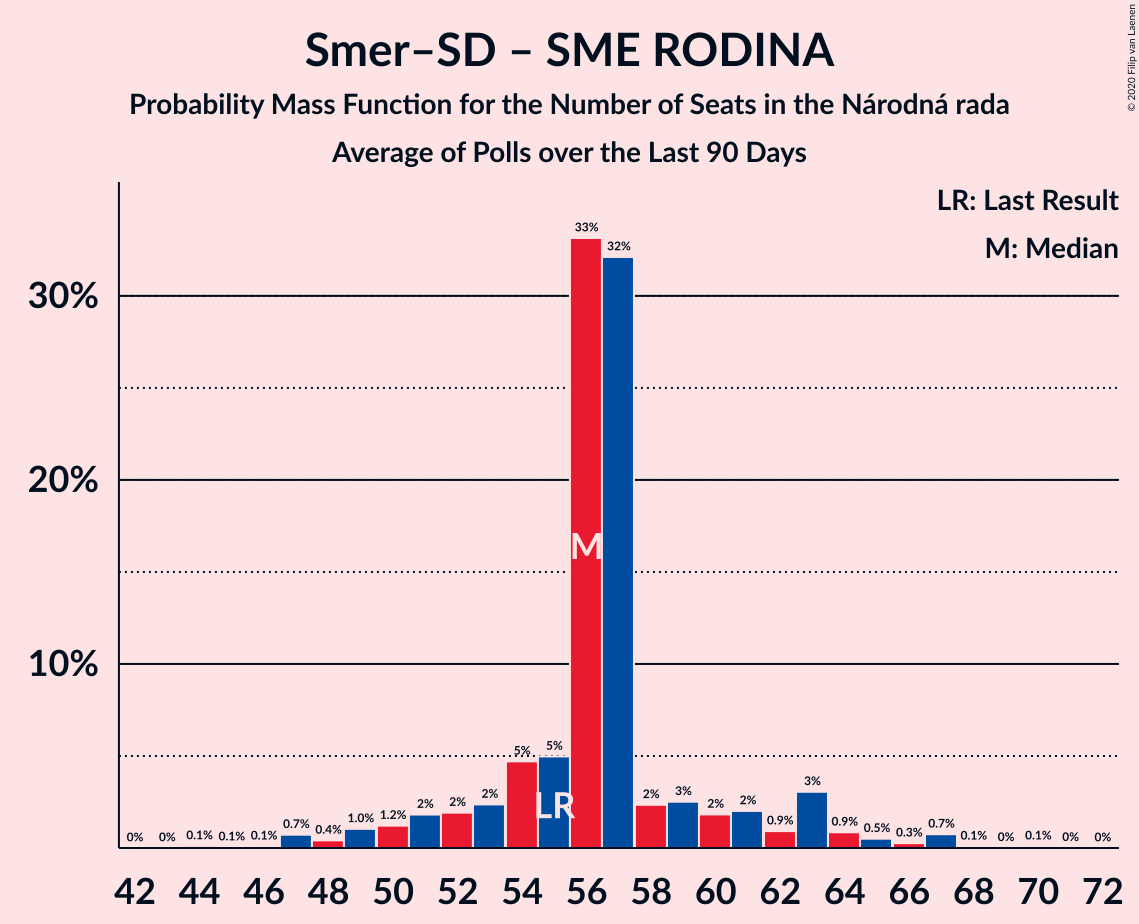 Smer–SD – SME RODINA
Probability Mass Function for the Number of Seats in the Národná rada
Average of Polls over the Last 90 Days
© 2020 Filip van Laenen
LR: Last Result
M: Median
30%
20%
10%
0% 0% 0.1% 0.1% 0.1% 0.7% 0.4% 1.0% 1.2% 2% 2% 2% 5% 5% 33% 32% 2% 3% 2% 2% 0.9% 3% 0.9% 0.5% 0.3% 0.7% 0.1% 0% 0.1% 0% 0%
M
LR
42 44 46 48 50 52 54 56 58 60 62 64 66 68 70 72